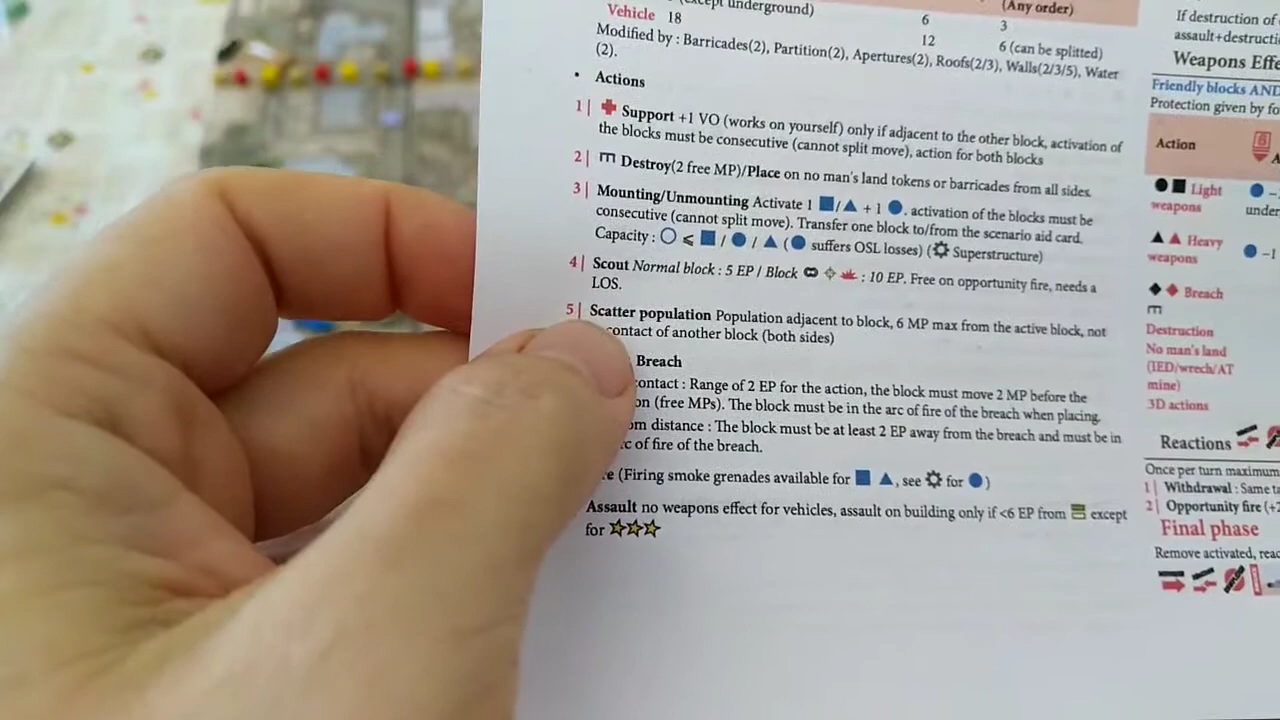 (except underground)
6
(Any order)
3
Vehicle 18
12
6 (can be splitted)
Modified by : Barricades(2), Partition(2), Apertures(2), Roofs(2/3), Walls(2/3/5), Water
(2).
• Actions
1| Support +1 VO (works on yourself) only if adjacent to the other block, activation of
the blocks must be consecutive (cannot split move), action for both blocks
2| Destroy(2 free MP)/Place on no man's land tokens or barricades from all sides.
3| Mounting/Unmounting Activate 1 / + 1 . activation of the blocks must be
consecutive (cannot split move). Transfer one block to/from the scenario aid card.
Capacity : ⩽ / / ( suffers OSL losses) ( Superstructure)
4| Scout Normal block : 5 EP / Block : 10 EP. Free on opportunity fire, needs a
LOS.
5| Scatter population Population adjacent to block, 6 MP max from the active block, not
contact of another block (both sides)
Breach
contact : Range of 2 EP for the action, the block must move 2 MP before the
on (free MPs). The block must be in the arc of fire of the breach when placing.
om distance : The block must be at least 2 EP away from the breach and must be in
c of fire of the breach.
e (Firing smoke grenades available for , see for )
Assault no weapons effect for vehicles, assault on building only if <6 EP from except
for
If destruction of
assault+destructi
Weapons Effe
Friendly blocks AND
Protection given by fo
Action
6
A
Light
weapons
–
under
Heavy
weapons
–1
Breach
Destruction
No man's land
(IED/wrech/AT
mine)
3D actions
Reactions
Once per turn maximum
1| Withdrawal : Same ta
2| Opportunity fire (+2
Final phase
Remove activated, reac